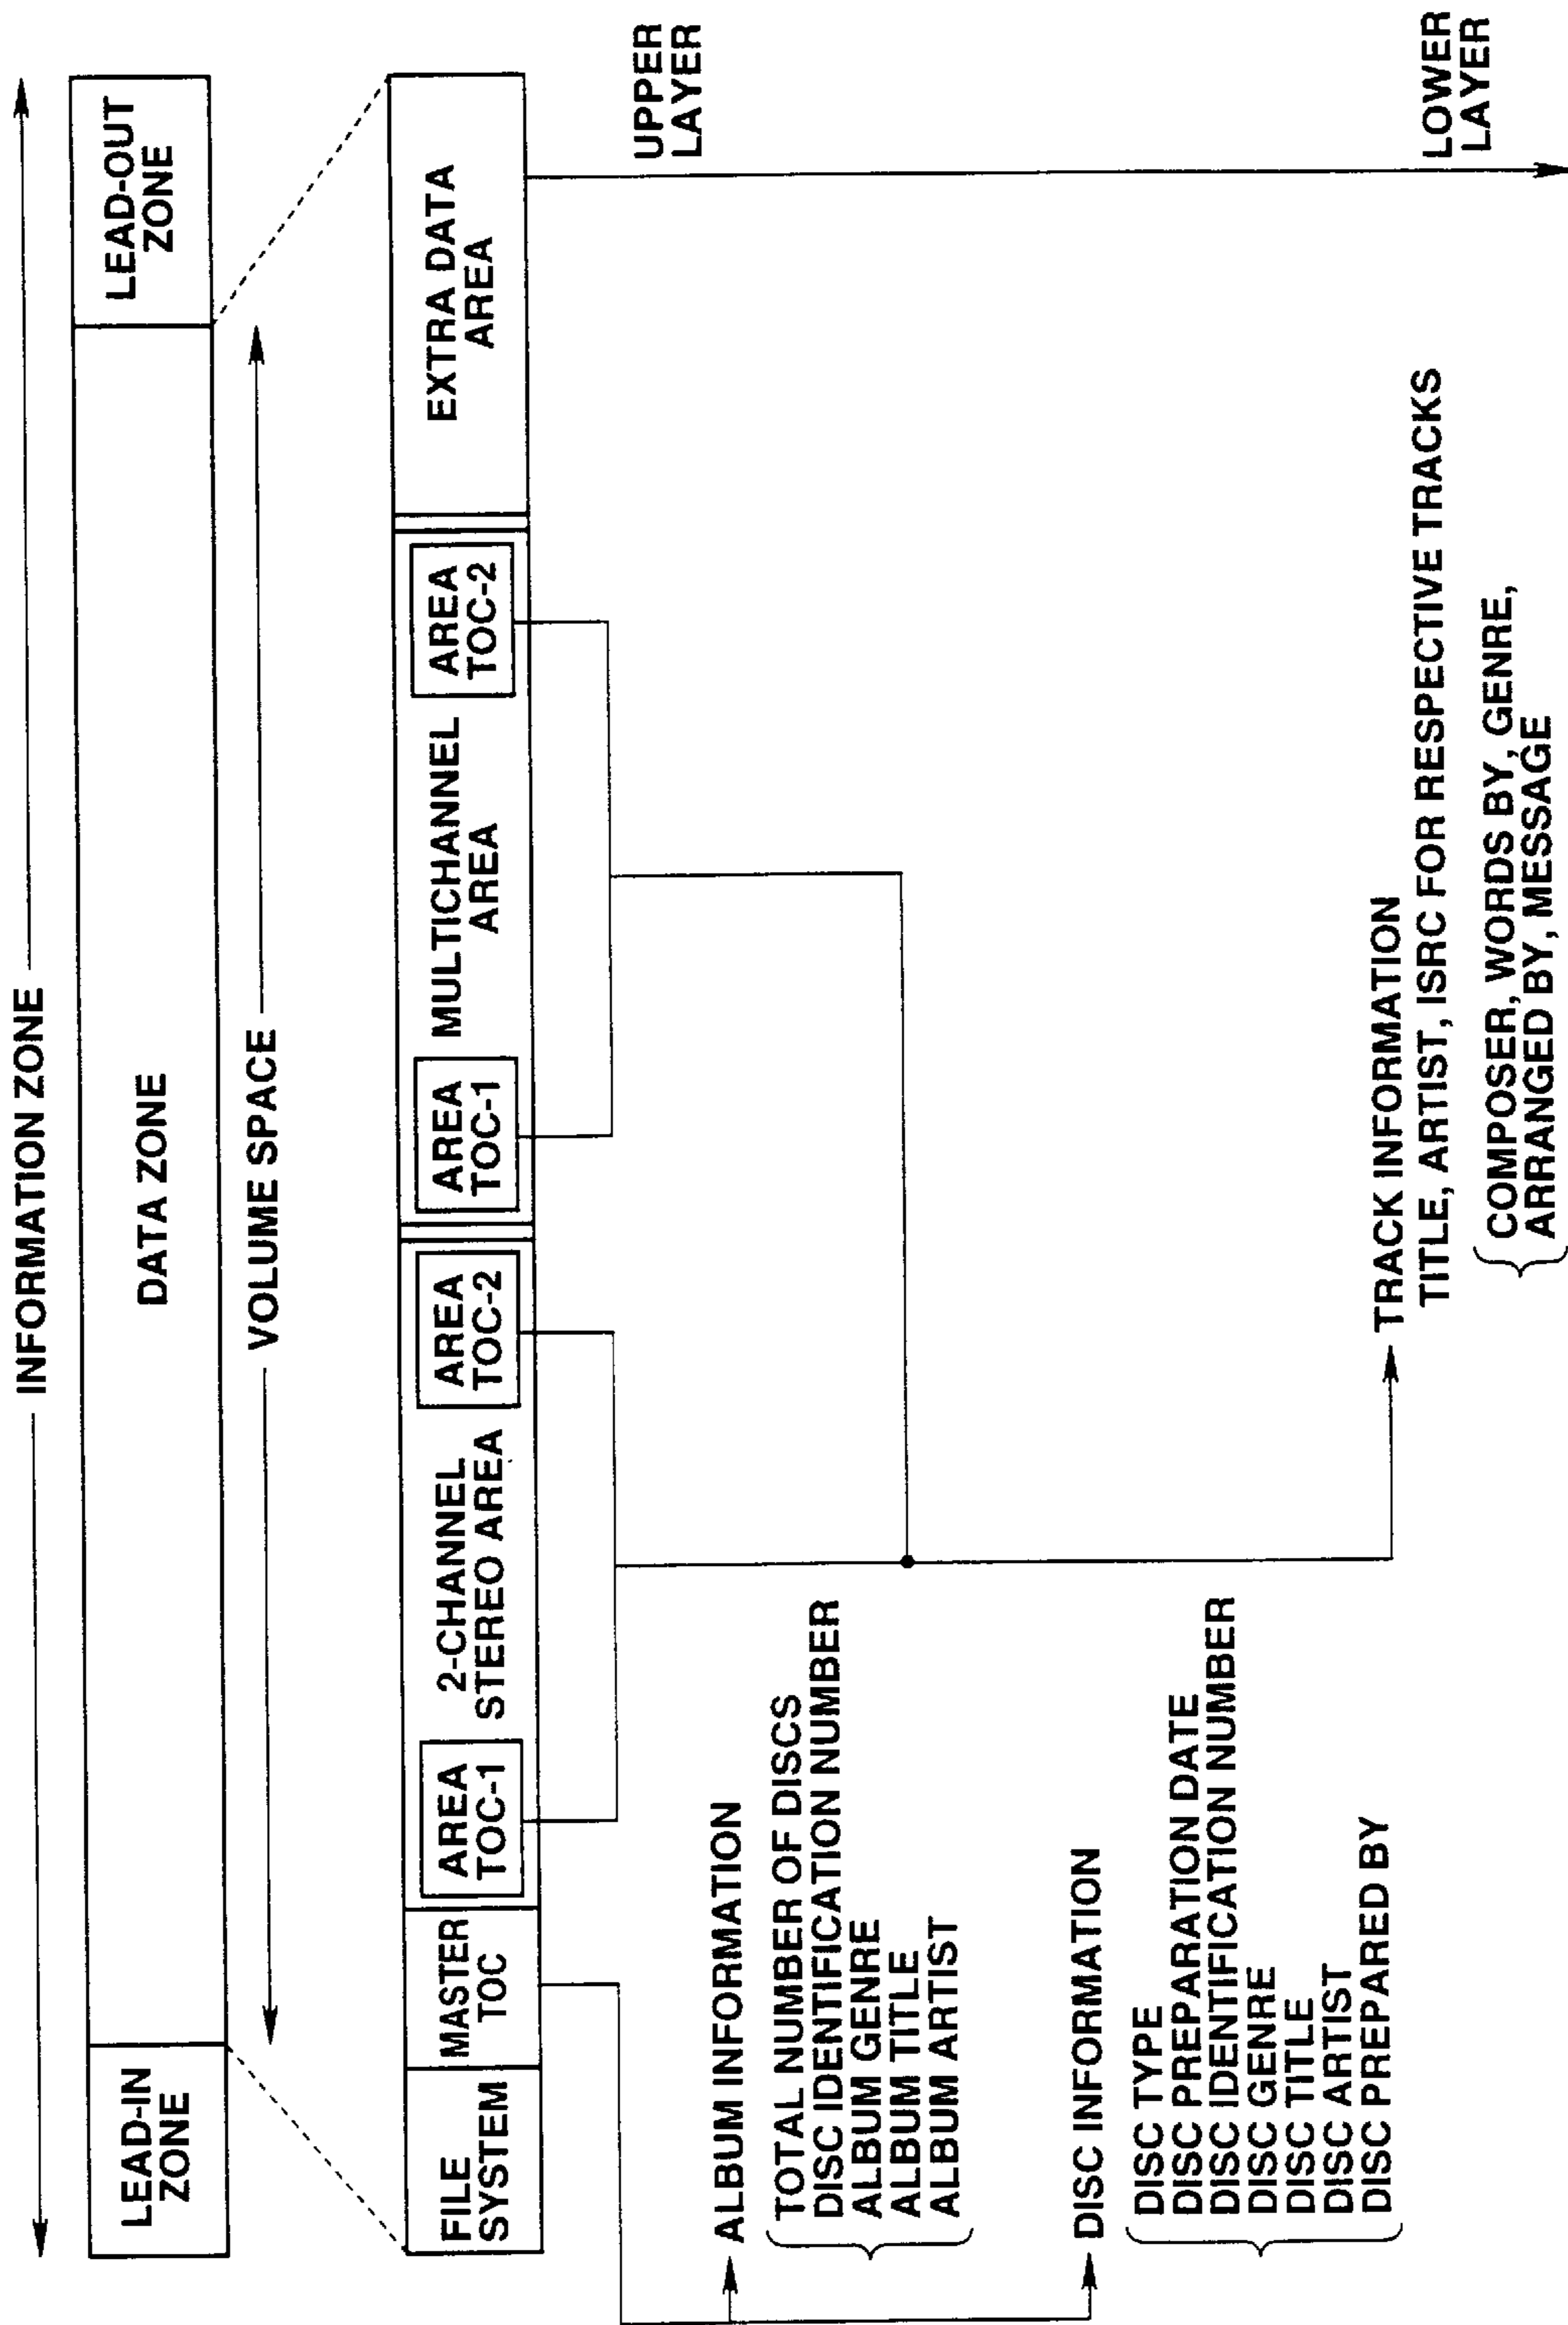 INFORMATION ZONE
LEAD-IN
ZONE
DATA ZONE
LEAD-OUT
ZONE
VOLUME SPACE
FILE
SYSTEM
MASTER
TOC
AREA
TOC-1
2-CHANNEL
STEREO AREA
AREA
TOC-2
AREA
TOC-1
MULTICHANNEL
AREA
AREA
TOC-2
EXTRA DATA
AREA
UPPER
LAYER
ALBUM INFORMATION
TOTAL NUMBER OF DISCS
DISC IDENTIFICATION NUMBER
ALBUM GENRE
ALBUM TITLE
ALBUM ARTIST
DISC INFORMATION
DISC TYPE
DISC PREPARATION DATE
DISC IDENTIFICATION NUMBER
DISC GENRE
DISC TITLE
DISC ARTIST
DISC PREPARED BY
TRACK INFORMATION
TITLE, ARTIST, ISRC FOR RESPECTIVE TRACKS
COMPOSER, WORDS BY, GENRE,
ARRANGED BY, MESSAGE
LOWER
LAYER